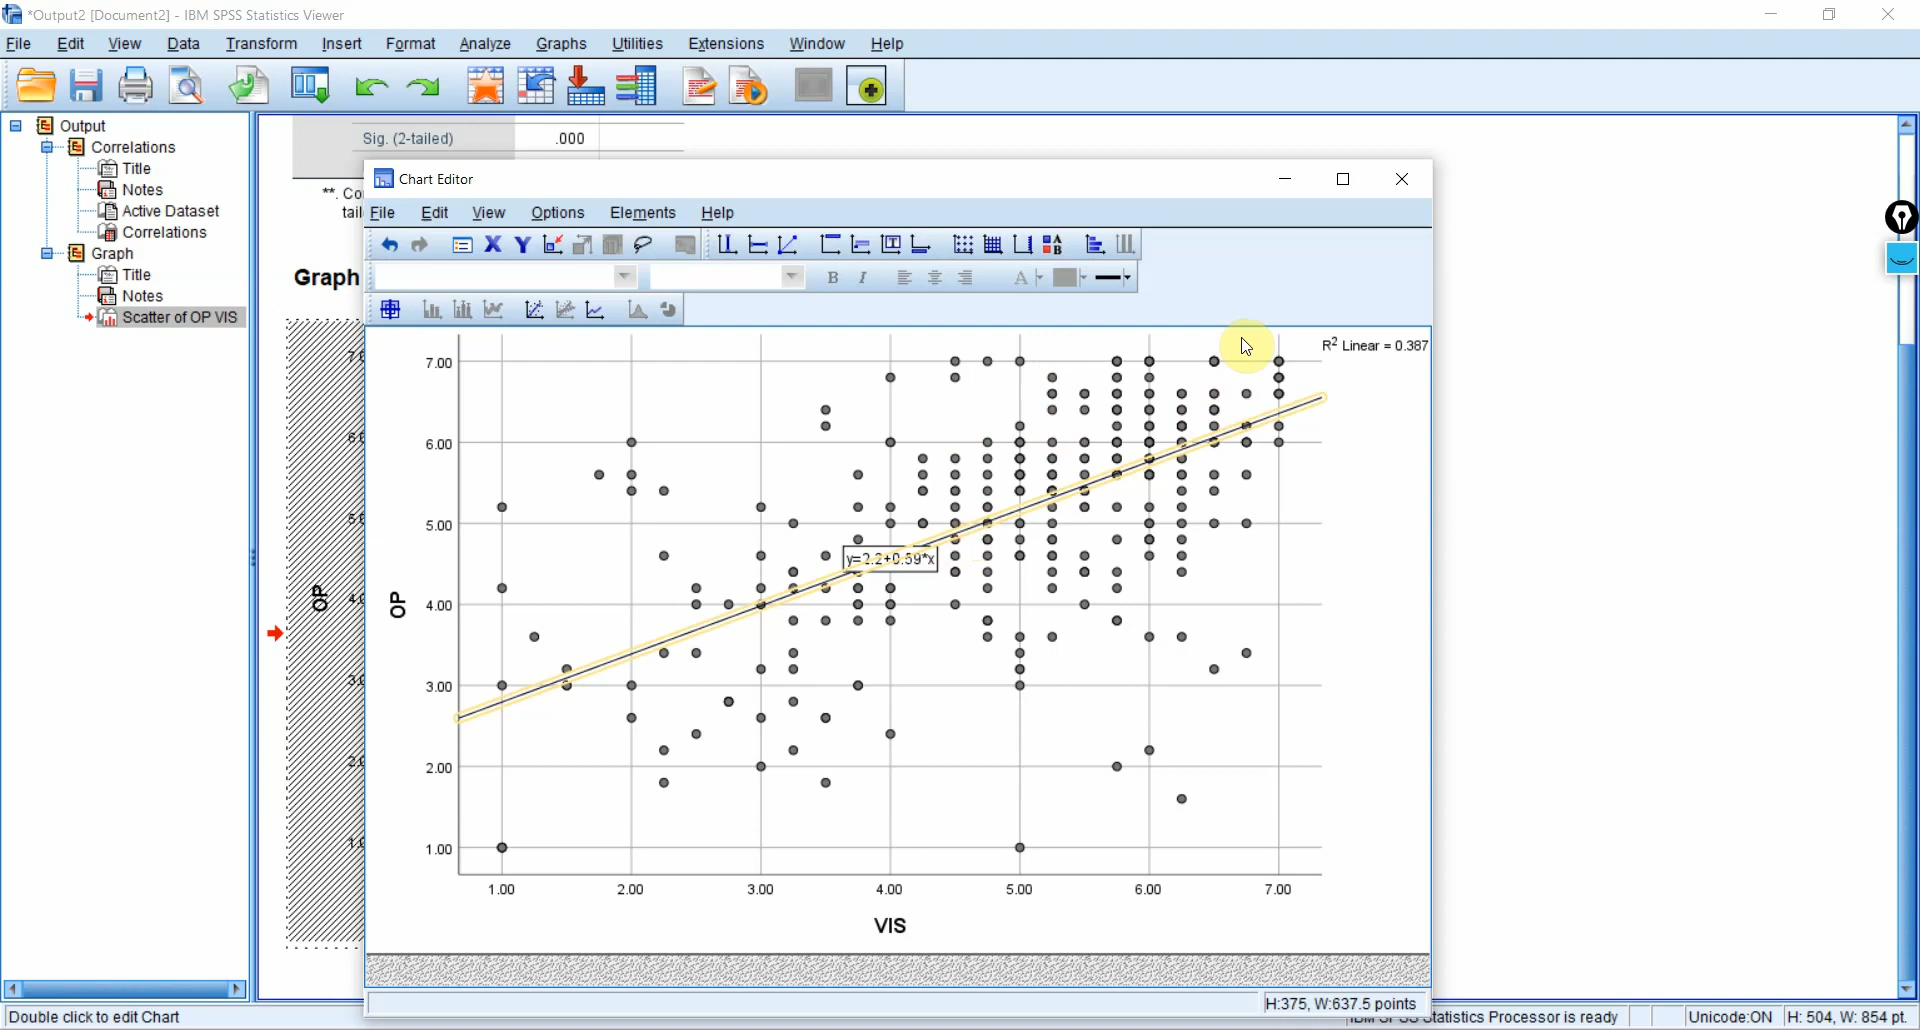 *Output2 [Document2] - IBM SPSS Statistics Viewer
File Edit View Data Transform Insert Format Analyze Graphs Utilities Extensions Window Help
Output
Correlations
Title
Notes
Active Dataset
Correlations
Graph
Title
Notes
Scatter of OP VIS
Sig. (2-tailed) .000
**. Co
tail
Graph
OP
Chart Editor
File Edit View Options Elements Help
B I A
R2 Linear = 0.387
7.00
6.00
5.00
4.00
3.00
2.00
1.00
OP
y=2.2+0.59*x
1.00 2.00 3.00 4.00 5.00 6.00 7.00
VIS
H:375, W:637.5 points
Double click to edit Chart
Statistics Processor is ready
Unicode:ON H: 504, W: 854 pt.